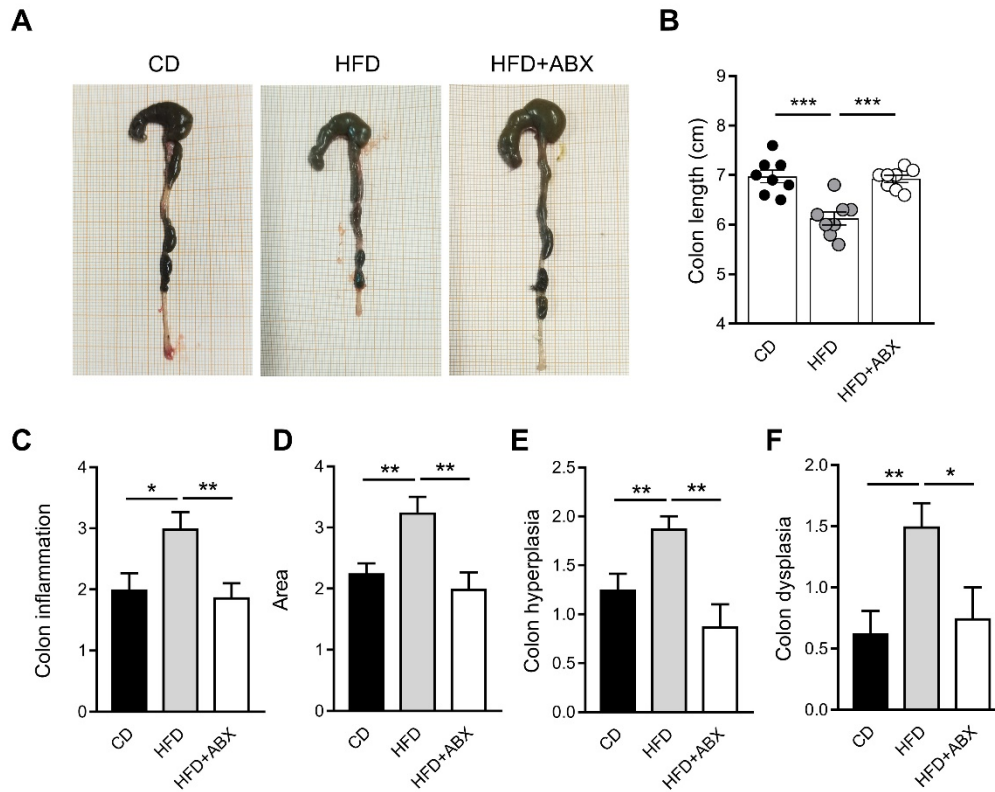 A
CD
HFD
HFD+ABX
B
Colon length (cm)
9
8
7
6
5
4
***
***
CD
HFD
HFD+ABX
C
Colon inflammation
4
3
2
1
0
*
**
CD
HFD
HFD+ABX
D
Area
4
3
2
1
0
**
**
CD
HFD
HFD+ABX
E
Colon hyperplasia
2.5
2.0
1.5
1.0
0.5
0.0
**
**
CD
HFD
HFD+ABX
F
Colon dysplasia
2.0
1.5
1.0
0.5
0.0
**
*
CD
HFD
HFD+ABX